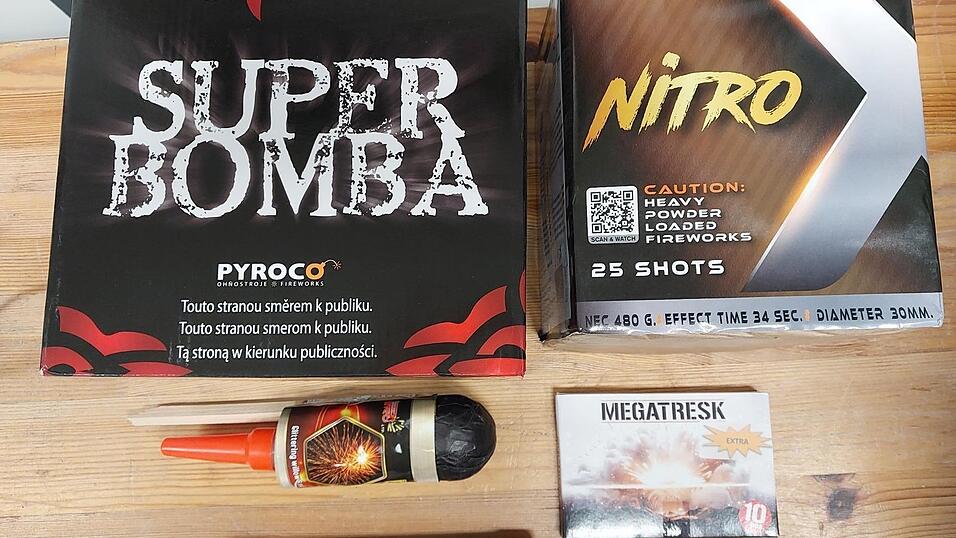 SUPER
BOMBA
PYROCO
OHŇOSTROJE FIREWORKS
Touto stranou směrem k publiku.
Touto stranou smerom k publiku.
Tą stroną w kierunku publiczności.
NiTRO
SCAN & WATCH
CAUTION:
HEAVY
POWDER
LOADED
FIREWORKS
25 SHOTS
NEC 480 G. EFFECT TIME 34 SEC. DIAMETER 30MM.
Glittering
MEGATRESK
EXTRA
10